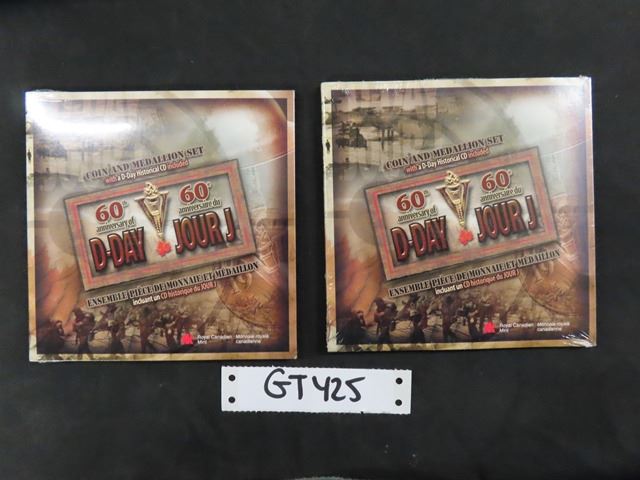 COIN AND MEDALLION SET
with a D-Day Historical CD included
60th
anniversary of
D-DAY
60e
anniversaire du
JOUR J
ENSEMBLE PIÈCE DE MONNAIE ET MÉDAILLON
incluant un CD historique du JOUR J
Royal Canadian
Mint
Monnaie royale
canadienne
COIN AND MEDALLION SET
with a D-Day Historical CD included
60th
anniversary of
D-DAY
60e
anniversaire du
JOUR J
ENSEMBLE PIÈCE DE MONNAIE ET MÉDAILLON
incluant un CD historique du JOUR J
Royal Canadian
Mint
Monnaie royale
canadienne
GT425